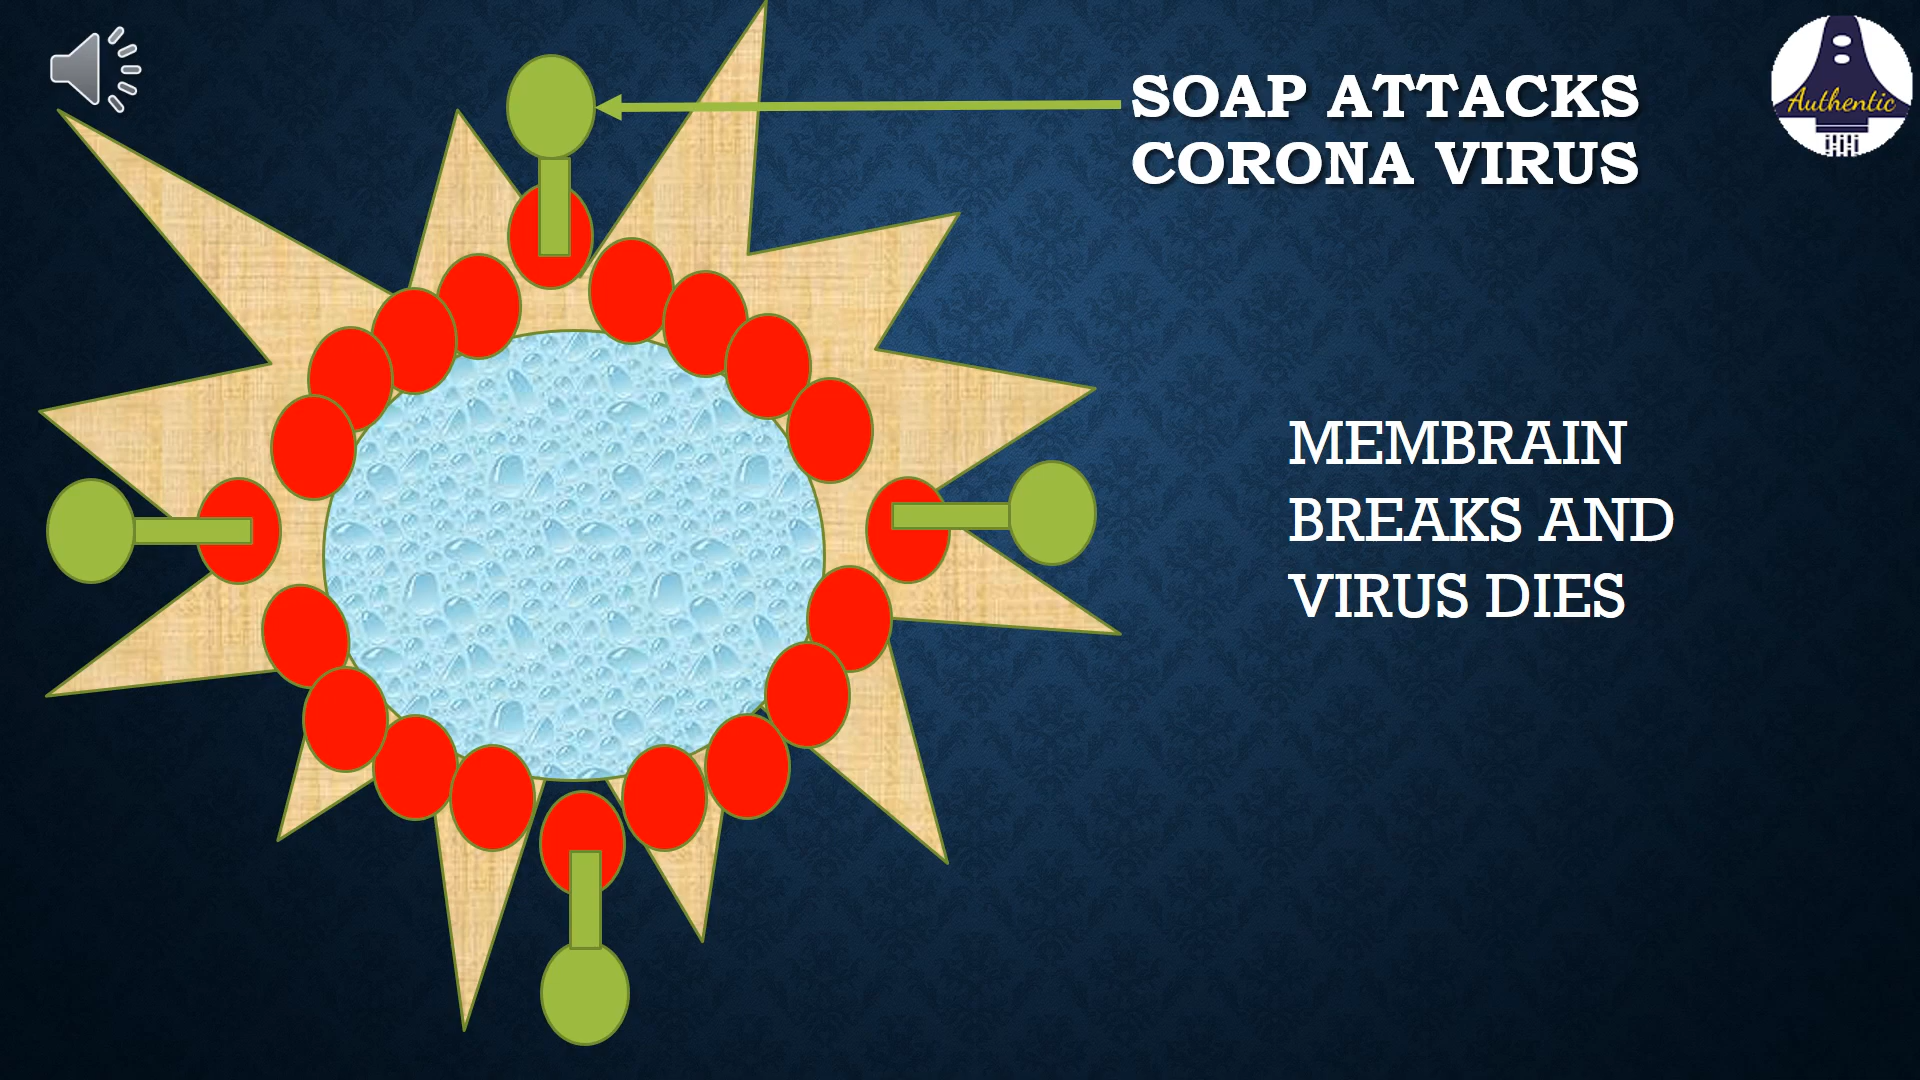 SOAP ATTACKS
CORONA VIRUS
Authentic
MEMBRAIN
BREAKS AND
VIRUS DIES